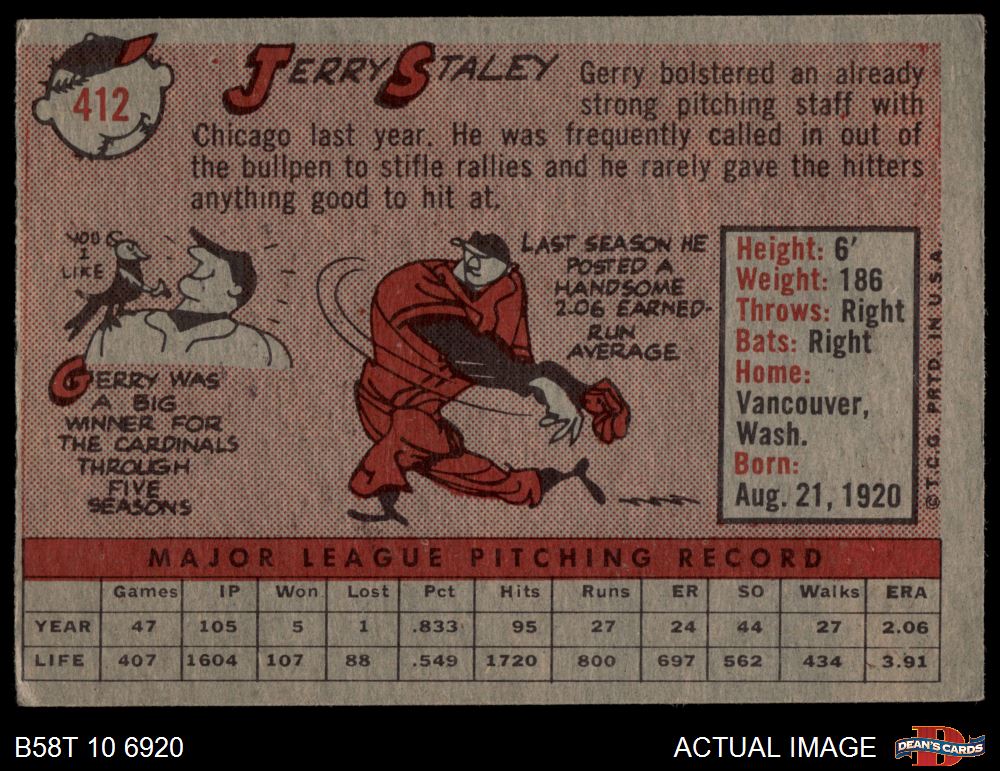 412
JERRY STALEY
Gerry bolstered an already
strong pitching staff with
Chicago last year. He was frequently called in out of
the bullpen to stifle rallies and he rarely gave the hitters
anything good to hit at.
YOU
I
LIKE
GERRY WAS
A BIG
WINNER FOR
THE CARDINALS
THROUGH
FIVE
SEASONS
LAST SEASON HE
POSTED A
HANDSOME
2.06 EARNED-
RUN
AVERAGE
Height: 6'
Weight: 186
Throws: Right
Bats: Right
Home:
Vancouver,
Wash.
Born:
Aug. 21, 1920
© T.C.G. PRTD. IN U.S.A.
MAJOR LEAGUE PITCHING RECORD
Games IP Won Lost Pct Hits Runs ER SO Walks ERA
YEAR 47 105 5 1 .833 95 27 24 44 27 2.06
LIFE 407 1604 107 88 .549 1720 800 697 562 434 3.91
B58T 10 6920
ACTUAL IMAGE
D
DEAN'S CARDS